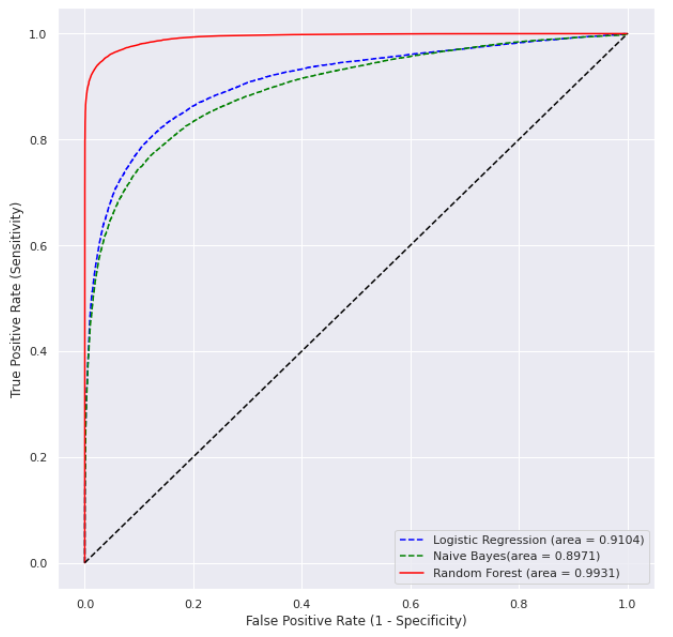 1.0
0.8
0.6
0.4
0.2
0.0
True Positive Rate (Sensitivity)
Logistic Regression (area = 0.9104)
Naive Bayes(area = 0.8971)
Random Forest (area = 0.9931)
0.0 0.2 0.4 0.6 0.8 1.0
False Positive Rate (1 - Specificity)